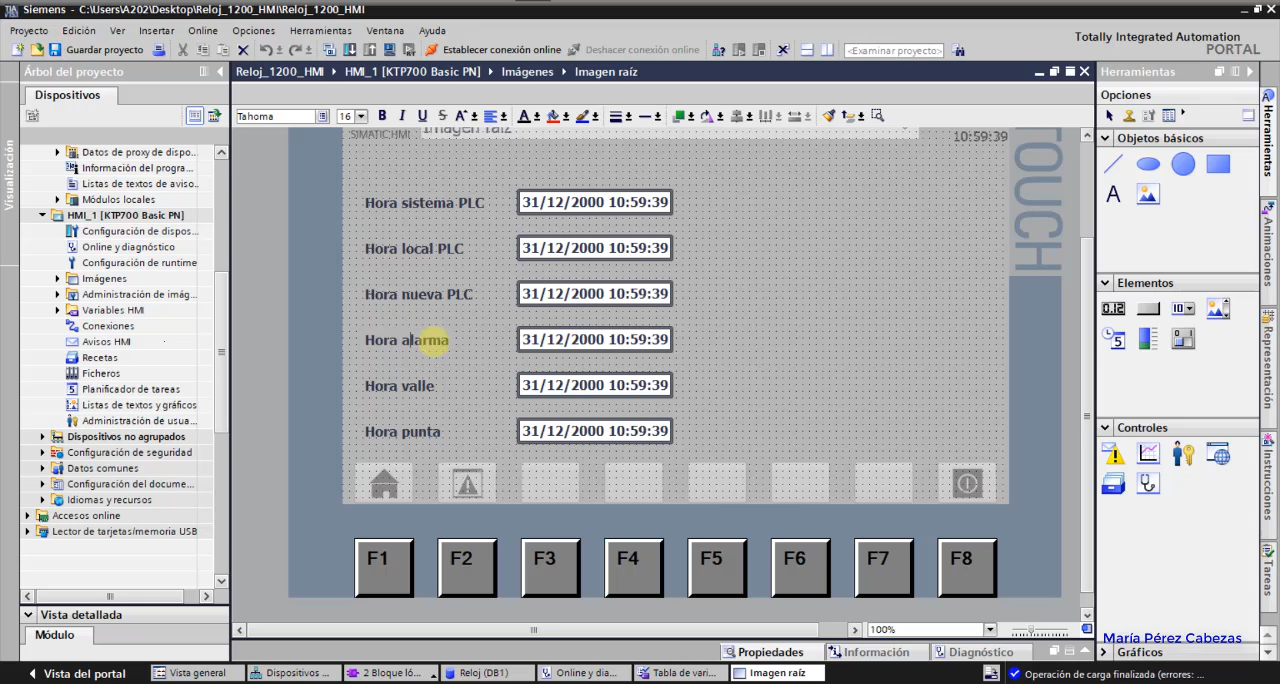 Siemens - C:\Users\A202\Desktop\Reloj_1200_HMI\Reloj_1200_HMI
Proyecto Edición Ver Insertar Online Opciones Herramientas Ventana Ayuda
Totally Integrated Automation
PORTAL
Guardar proyecto Establecer conexión online Deshacer conexión online <Examinar proyecto>
Árbol del proyecto
Reloj_1200_HMI HMI_1 [KTP700 Basic PN] Imágenes Imagen raíz
Herramientas
Dispositivos
Opciones
Tahoma 16
Visualización
Datos de proxy de dispo...
Información del progra...
Listas de textos de aviso...
Módulos locales
HMI_1 [KTP700 Basic PN]
Configuración de dispos...
Online y diagnóstico
Configuración de runtime
Imágenes
Administración de imág...
Variables HMI
Conexiones
Avisos HMI
Recetas
Ficheros
Planificador de tareas
Listas de textos y gráficos
Administración de usua...
Dispositivos no agrupados
Configuración de seguridad
Datos comunes
Configuración del docume...
Idiomas y recursos
Accesos online
Lector de tarjetas/memoria USB
Vista detallada
Módulo
SIMATIC HMI Imagen raíz 10:59:39
TOUCH
Hora sistema PLC 31/12/2000 10:59:39
Hora local PLC 31/12/2000 10:59:39
Hora nueva PLC 31/12/2000 10:59:39
Hora alarma 31/12/2000 10:59:39
Hora valle 31/12/2000 10:59:39
Hora punta 31/12/2000 10:59:39
F1 F2 F3 F4 F5 F6 F7 F8
100%
Objetos básicos
A
Elementos
0.12 10
5
Controles
María Pérez Cabezas
Gráficos
Herramientas
Animaciones
Instrucciones
Tareas
Propiedades Información Diagnóstico
Vista del portal Vista general Dispositivos ... 2 Bloque ló... Reloj (DB1) Online y dia... Tabla de vari... Imagen raíz Operación de carga finalizada (errores: ...